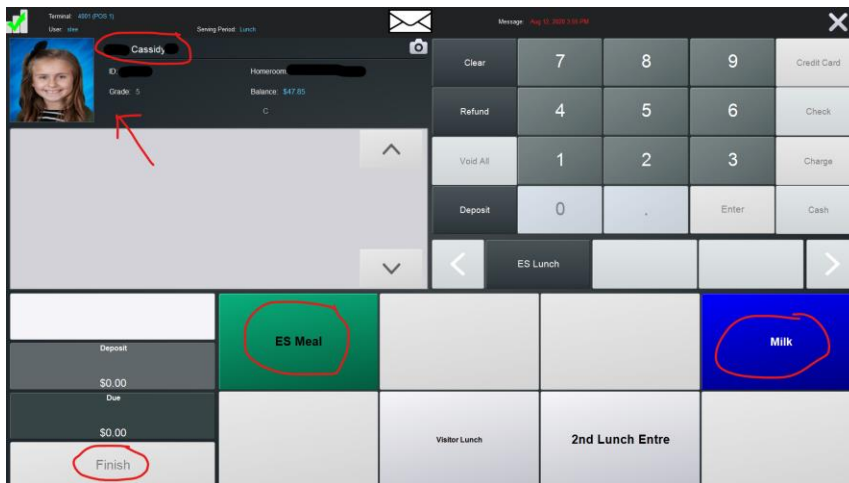 Terminal: 4001 (POS 1)
User: slee
Serving Period: Lunch
Message: Aug 12, 2020 3:55 PM
Cassidy
ID:
Homeroom:
Grade: 5
Balance: $47.85
C
Clear
7
8
9
Credit Card
Refund
4
5
6
Check
Void All
1
2
3
Charge
Deposit
0
.
Enter
Cash
ES Lunch
Deposit
$0.00
Due
$0.00
Finish
ES Meal
Milk
Visitor Lunch
2nd Lunch Entre